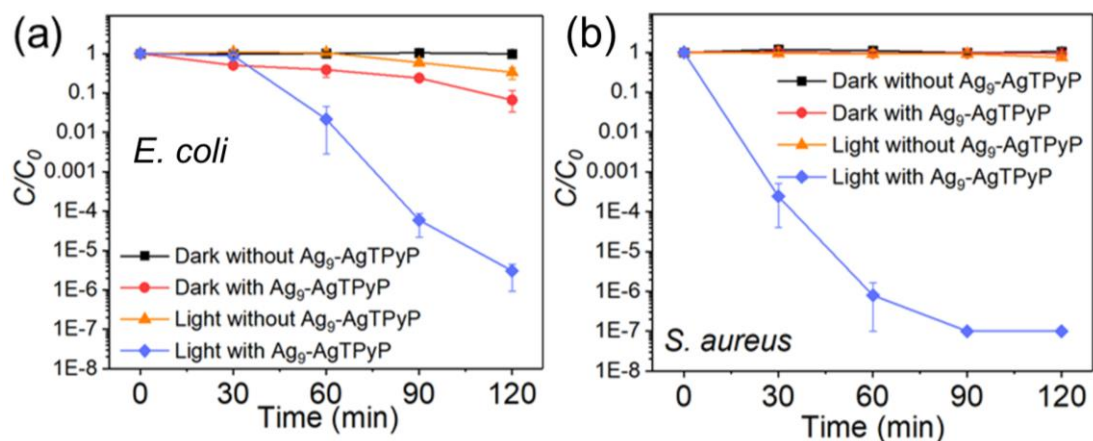 (a)
C/C₀
1
0.1
0.01
0.001
1E-4
1E-5
1E-6
1E-7
1E-8
E. coli
Dark without Ag₉-AgTPyP
Dark with Ag₉-AgTPyP
Light without Ag₉-AgTPyP
Light with Ag₉-AgTPyP
0 30 60 90 120
Time (min)
(b)
C/C₀
1
0.1
0.01
0.001
1E-4
1E-5
1E-6
1E-7
1E-8
Dark without Ag₉-AgTPyP
Dark with Ag₉-AgTPyP
Light without Ag₉-AgTPyP
Light with Ag₉-AgTPyP
S. aureus
0 30 60 90 120
Time (min)